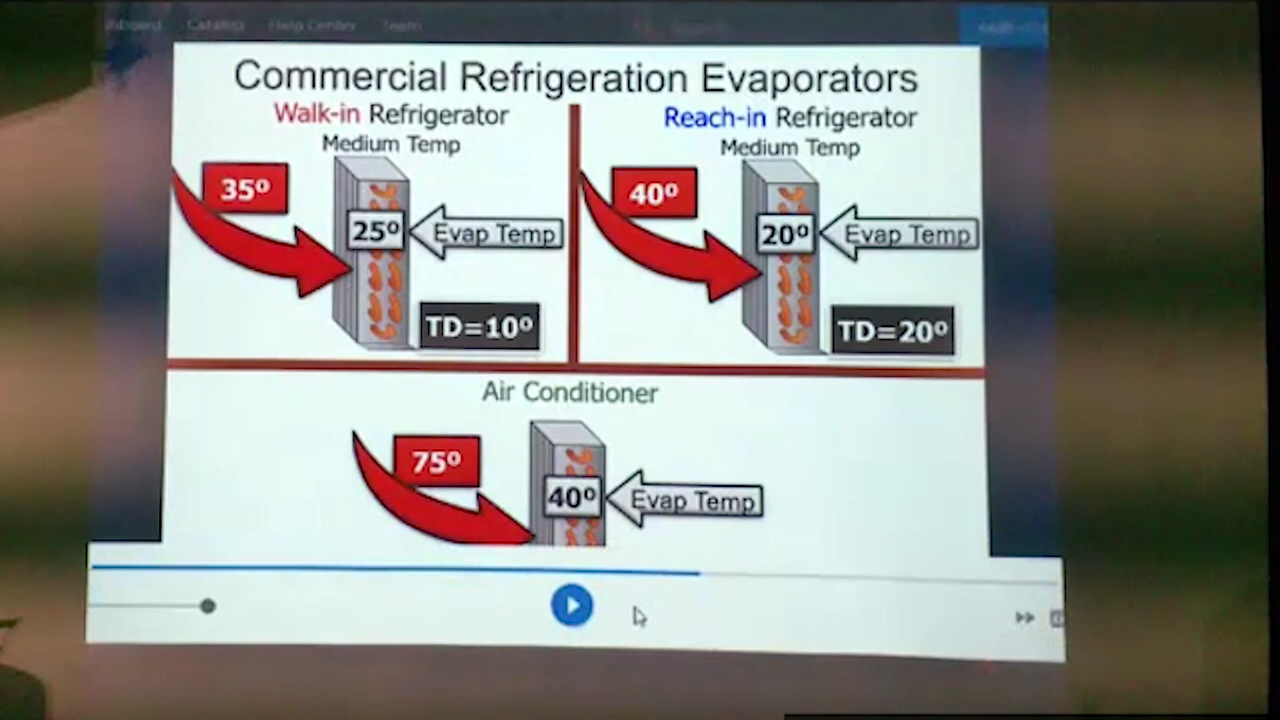 Catalog Help Center Team
Commercial Refrigeration Evaporators
Walk-in Refrigerator
Medium Temp
35º
25º
Evap Temp
TD=10º
Reach-in Refrigerator
Medium Temp
40º
20º
Evap Temp
TD=20º
Air Conditioner
75º
40º
Evap Temp